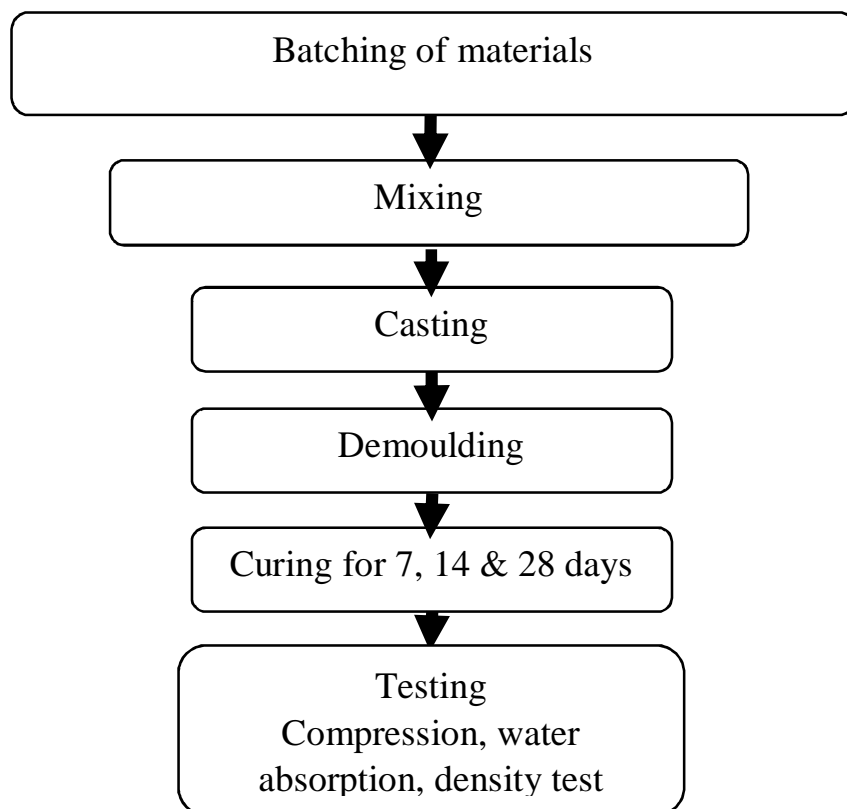 Batching of materials
Mixing
Casting
Demoulding
Curing for 7, 14 & 28 days
Testing
Compression, water
absorption, density test